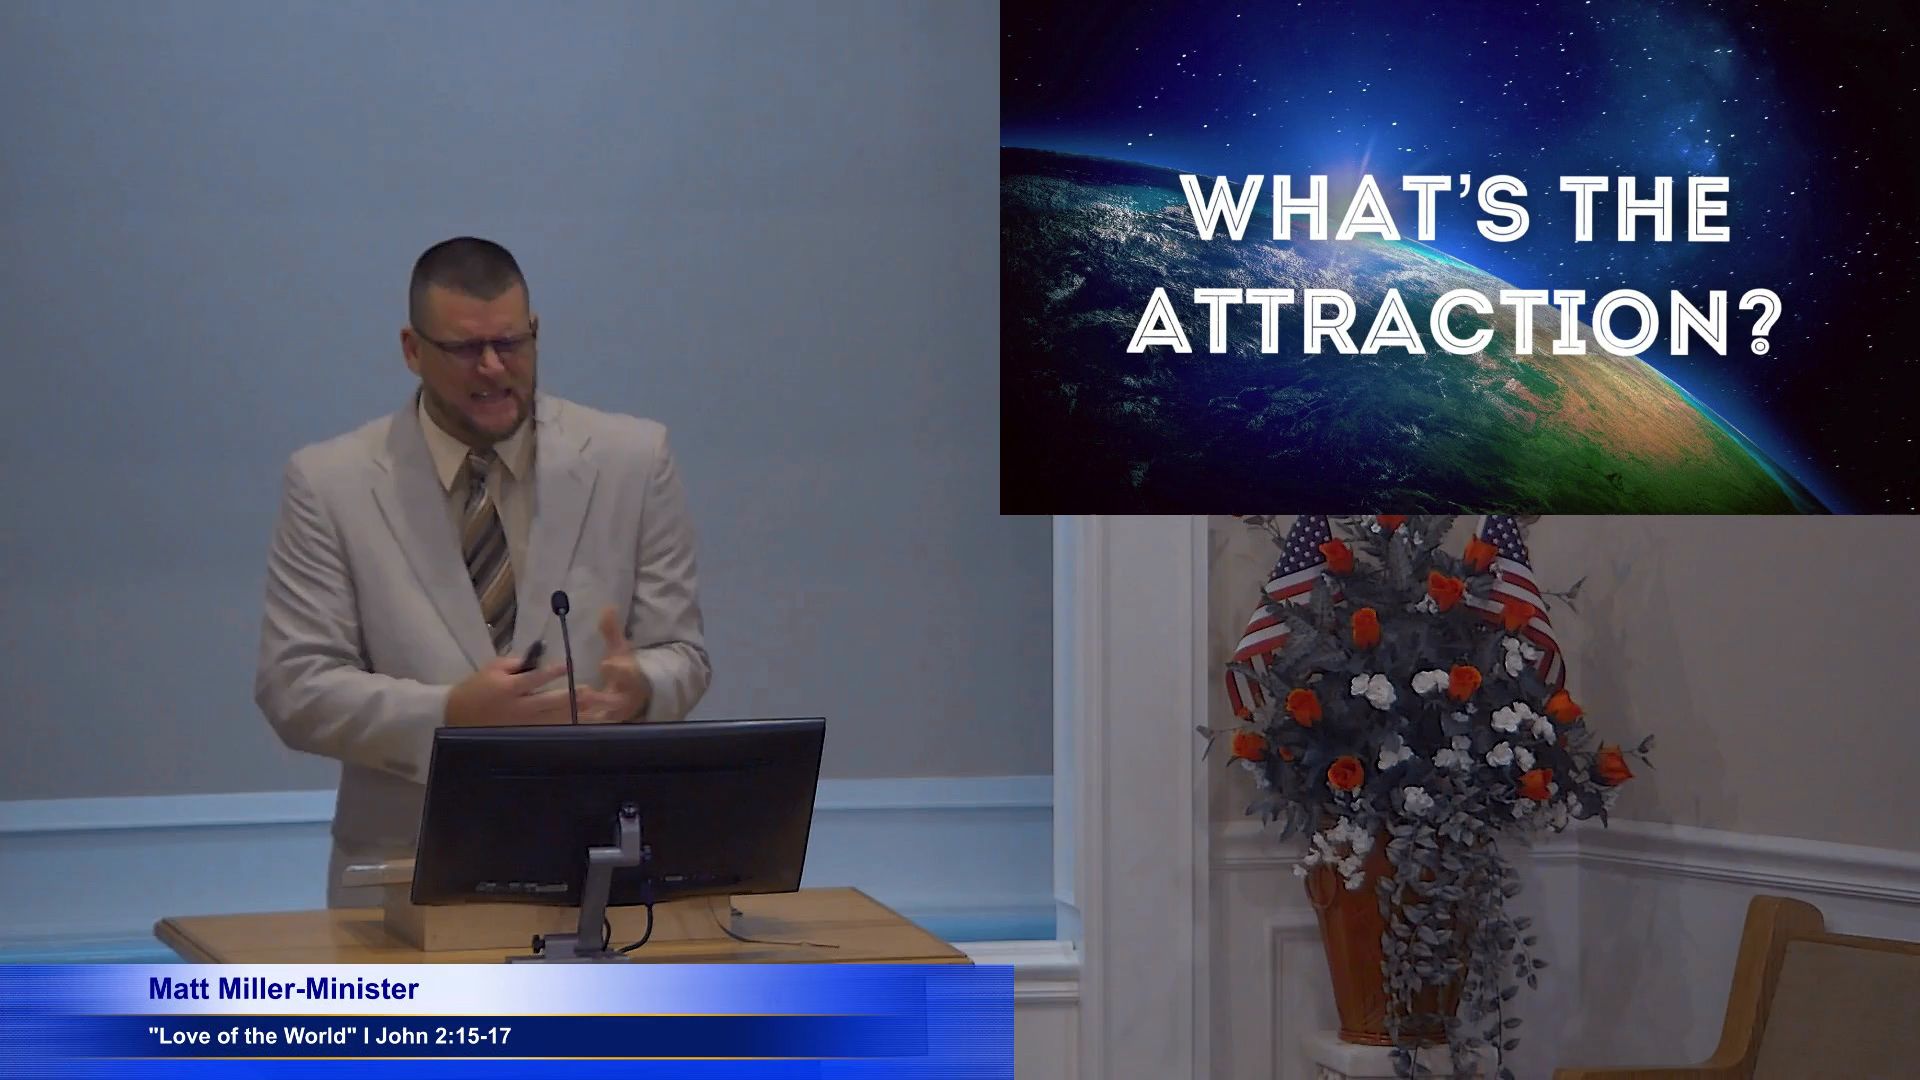 WHAT'S THE
ATTRACTION?
Matt Miller-Minister
"Love of the World" I John 2:15-17